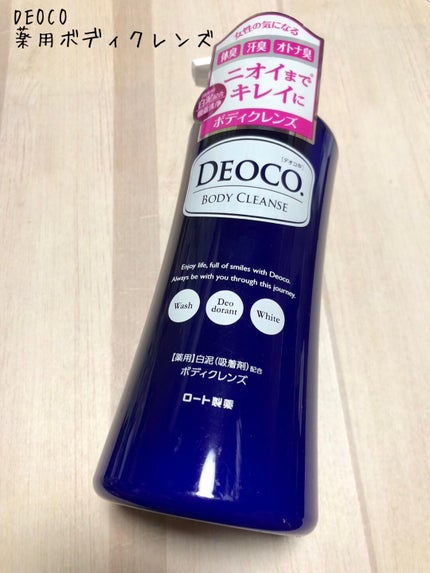 DEOCO
薬用ボディクレンズ
女性の気になる
体臭 汗臭 オトナ臭
ニオイまで
キレイに
白泥配合
ボディクレンズ
[デオコ]
DEOCO.
BODY CLEANSE
Enjoy life, full of smiles with Deoco.
Always be with you through this journey.
Wash
Deo
dorant
White
【薬用】白泥(吸着剤)配合
ボディクレンズ
ロート製薬